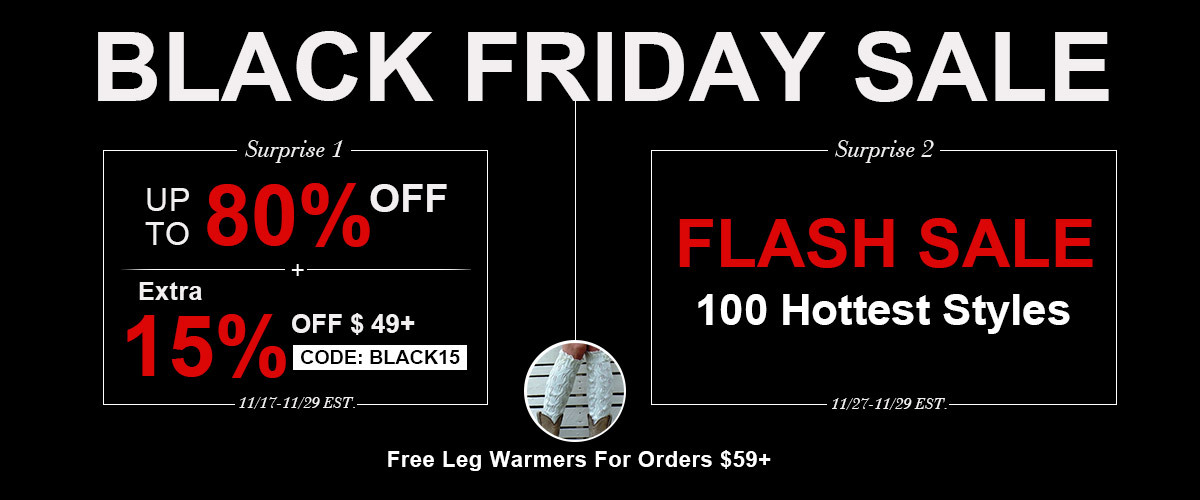 BLACK FRIDAY SALE
Surprise 1
UP TO 80% OFF
+
Extra
15% OFF $ 49+
CODE: BLACK15
11/17-11/29 EST.
Surprise 2
FLASH SALE
100 Hottest Styles
11/27-11/29 EST.
Free Leg Warmers For Orders $59+